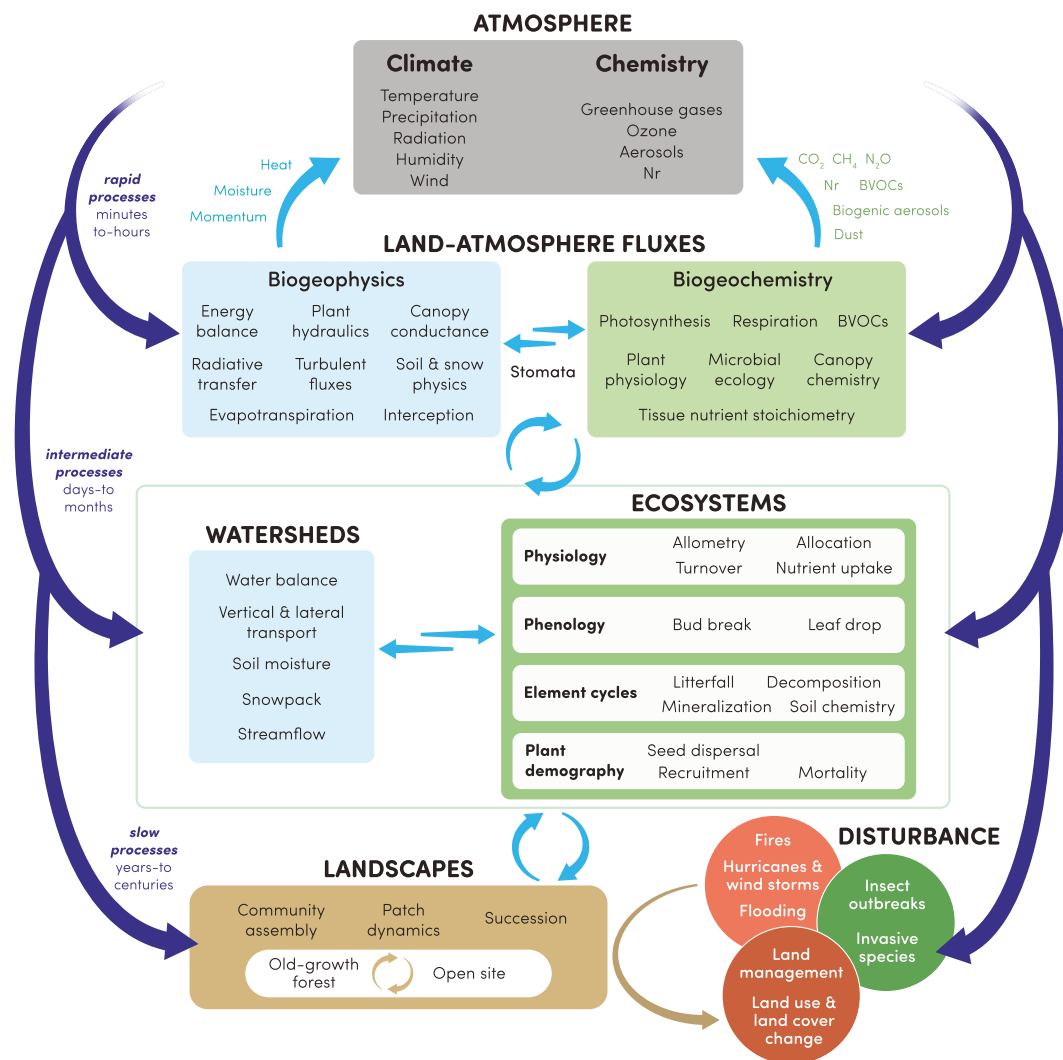 ATMOSPHERE
Climate
Temperature
Precipitation
Radiation
Humidity
Wind
Chemistry
Greenhouse gases
Ozone
Aerosols
Nr
rapid
processes
minutes
to-hours
Heat
Moisture
Momentum
CO₂ CH₄ N₂O
Nr BVOCs
Biogenic aerosols
Dust
LAND-ATMOSPHERE FLUXES
Biogeophysics
Energy
balance
Plant
hydraulics
Canopy
conductance
Radiative
transfer
Turbulent
fluxes
Soil & snow
physics
Evapotranspiration
Interception
Stomata
Biogeochemistry
Photosynthesis
Respiration
BVOCs
Plant
physiology
Microbial
ecology
Canopy
chemistry
Tissue nutrient stoichiometry
intermediate
processes
days-to
months
WATERSHEDS
Water balance
Vertical & lateral
transport
Soil moisture
Snowpack
Streamflow
ECOSYSTEMS
Physiology
Allometry
Allocation
Turnover
Nutrient uptake
Phenology
Bud break
Leaf drop
Element cycles
Litterfall
Decomposition
Mineralization
Soil chemistry
Plant
demography
Seed dispersal
Recruitment
Mortality
slow
processes
years-to
centuries
LANDSCAPES
Community
assembly
Patch
dynamics
Succession
Old-growth
forest
Open site
DISTURBANCE
Fires
Hurricanes &
wind storms
Flooding
Insect
outbreaks
Invasive
species
Land
management
Land use &
land cover
change